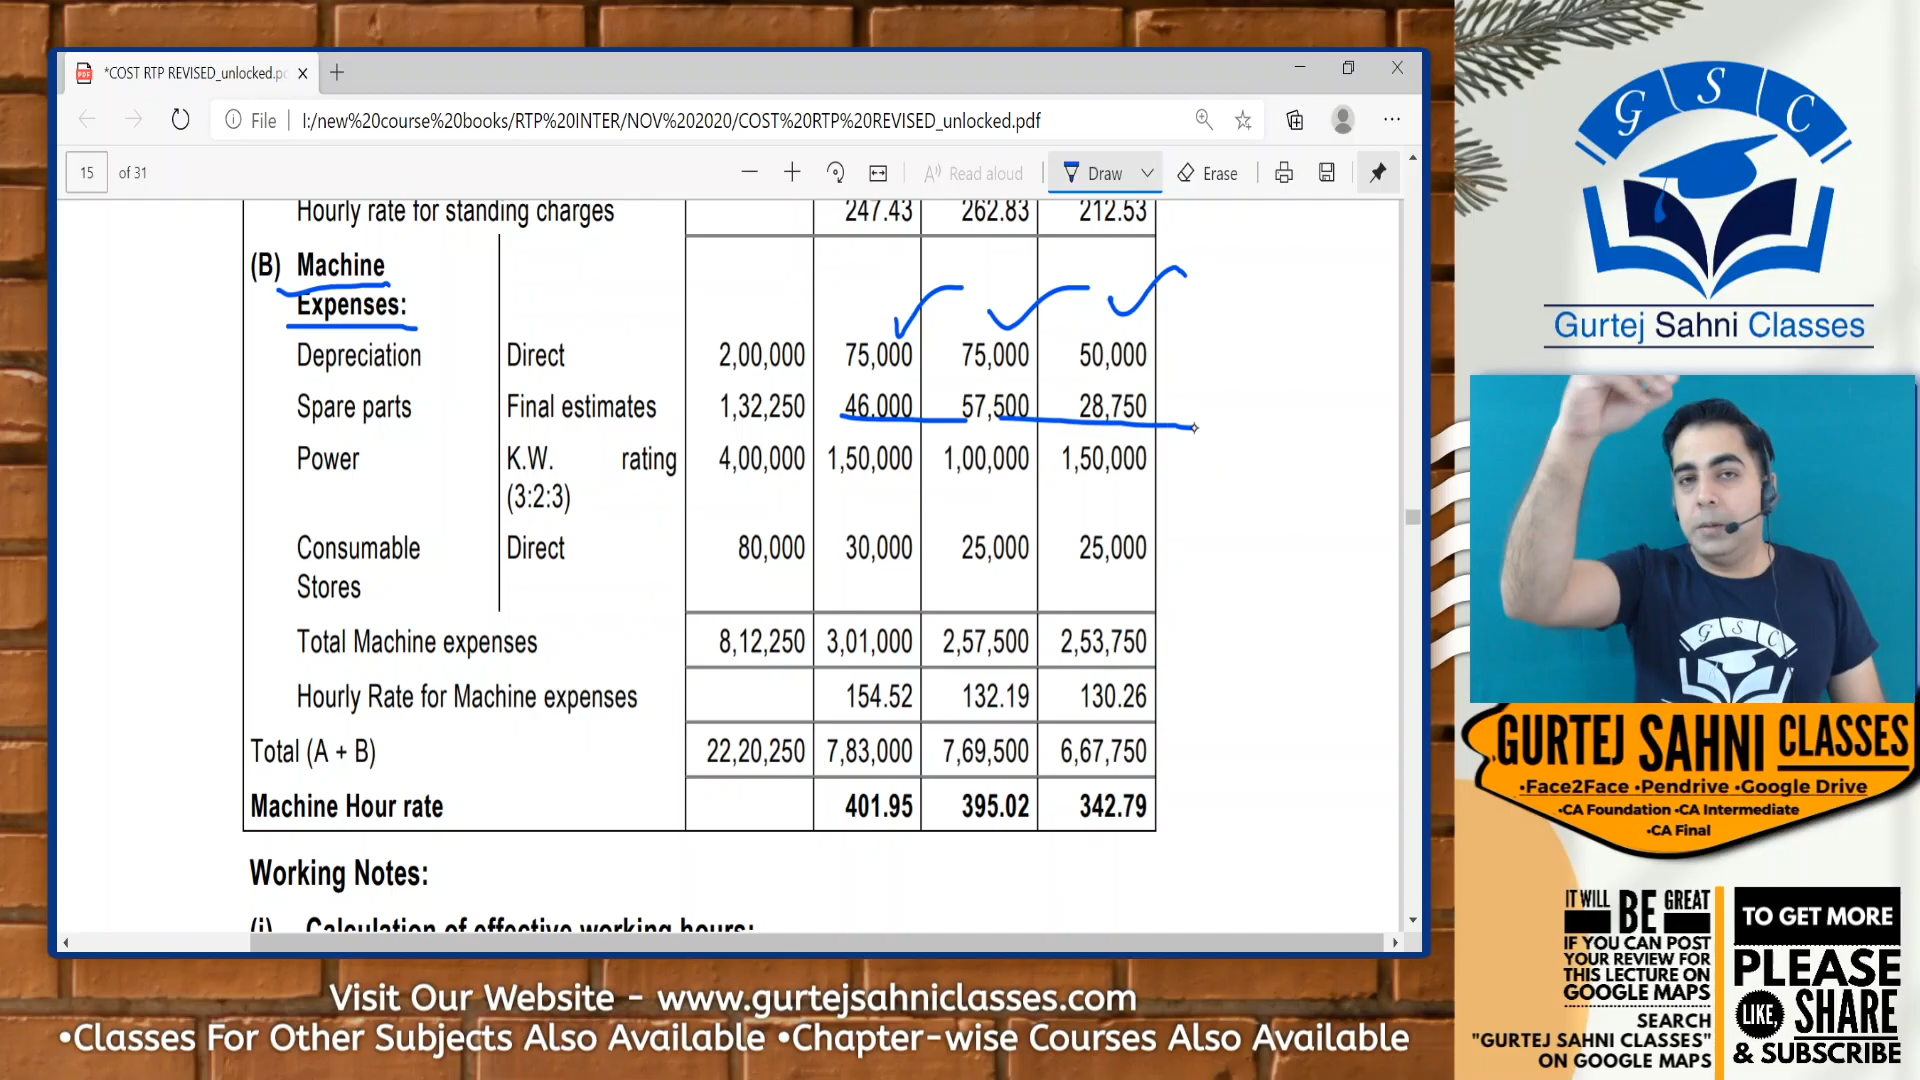 *COST RTP REVISED_unlocked.pc
File
I:/new%20course%20books/RTP%20INTER/NOV%202020/COST%20RTP%20REVISED_unlocked.pdf
15 of 31
Read aloud
Draw
Erase
Hourly rate for standing charges 247.43 262.83 212.53
(B) Machine
Expenses:
Depreciation Direct 2,00,000 75,000 75,000 50,000
Spare parts Final estimates 1,32,250 46,000 57,500 28,750
Power K.W. rating 4,00,000 1,50,000 1,00,000 1,50,000
(3:2:3)
Consumable Direct 80,000 30,000 25,000 25,000
Stores
Total Machine expenses 8,12,250 3,01,000 2,57,500 2,53,750
Hourly Rate for Machine expenses 154.52 132.19 130.26
Total (A + B) 22,20,250 7,83,000 7,69,500 6,67,750
Machine Hour rate 401.95 395.02 342.79
Working Notes:
(i) Calculation of effective working hours:
G S C
Gurtej Sahni Classes
G S C
GURTEJ SAHNI CLASSES
•Face2Face •Pendrive •Google Drive
•CA Foundation •CA Intermediate
•CA Final
IT WILL BE GREAT
IF YOU CAN POST
YOUR REVIEW FOR
THIS LECTURE ON
GOOGLE MAPS
SEARCH
"GURTEJ SAHNI CLASSES"
ON GOOGLE MAPS
TO GET MORE
PLEASE
LIKE, SHARE
& SUBSCRIBE
Visit Our Website - www.gurtejsahniclasses.com
•Classes For Other Subjects Also Available •Chapter-wise Courses Also Available